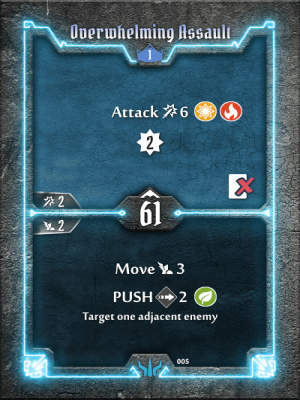 Overwhelming Assault
1
Attack 6
2
2
61
2
Move 3
PUSH 2
Target one adjacent enemy
005